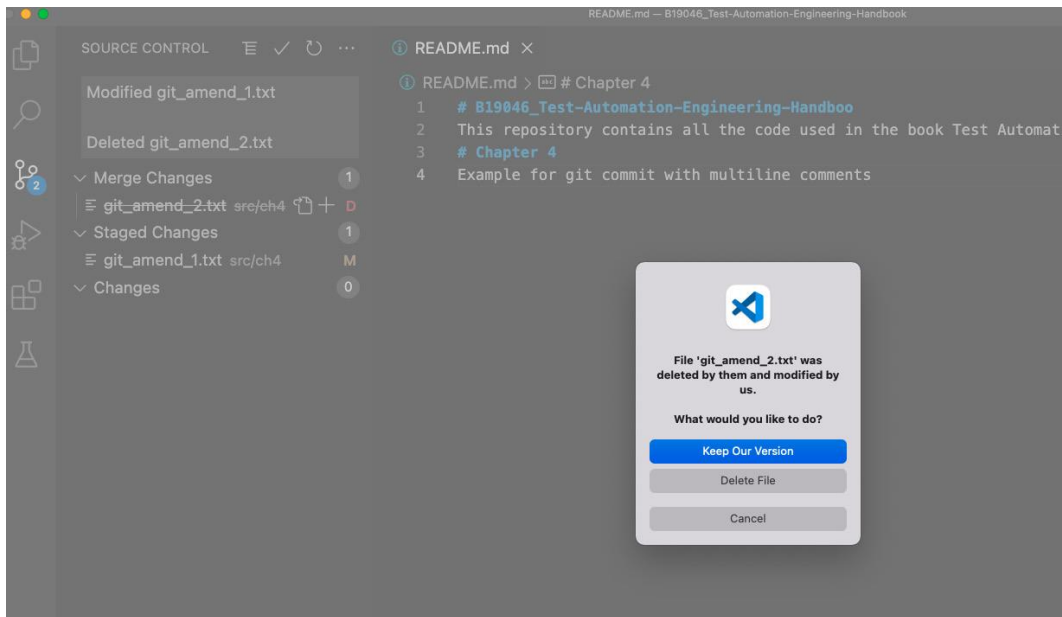 README.md — B19046_Test-Automation-Engineering-Handbook
SOURCE CONTROL
Modified git_amend_1.txt
Deleted git_amend_2.txt
Merge Changes 1
git_amend_2.txt src/ch4 D
Staged Changes 1
git_amend_1.txt src/ch4 M
Changes 0
2
README.md
README.md > abc # Chapter 4
1 # B19046_Test-Automation-Engineering-Handboo
2 This repository contains all the code used in the book Test Automat
3 # Chapter 4
4 Example for git commit with multiline comments
File 'git_amend_2.txt' was
deleted by them and modified by
us.
What would you like to do?
Keep Our Version
Delete File
Cancel